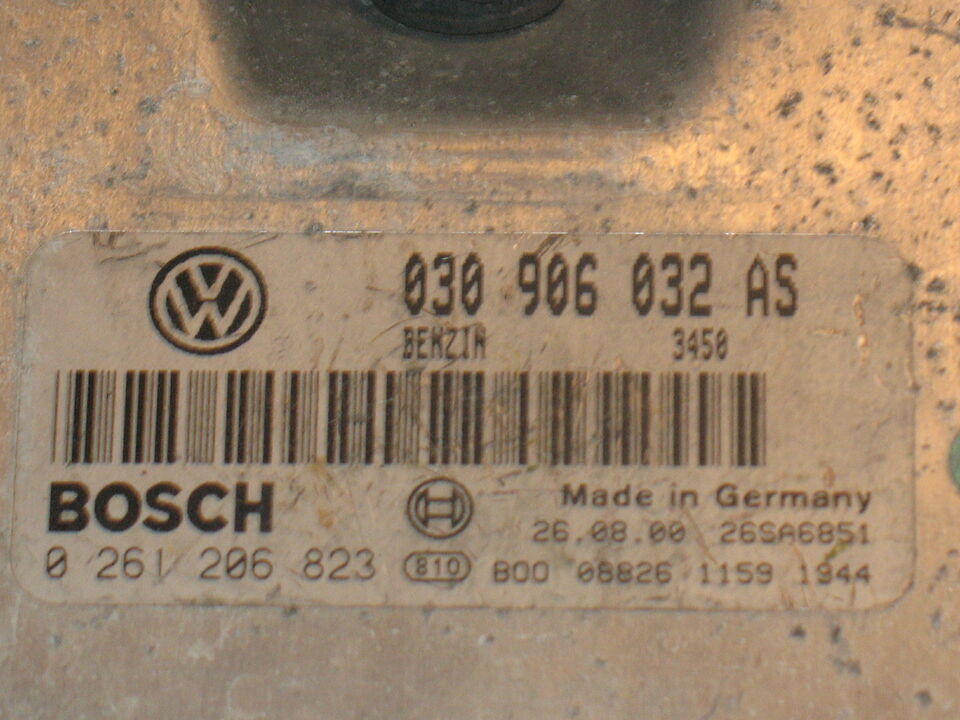 030 906 032 AS
BENZIN 3450
BOSCH
Made in Germany
26.08.00 26SA6851
0 261 206 823 810 B00 08826 1159 1944